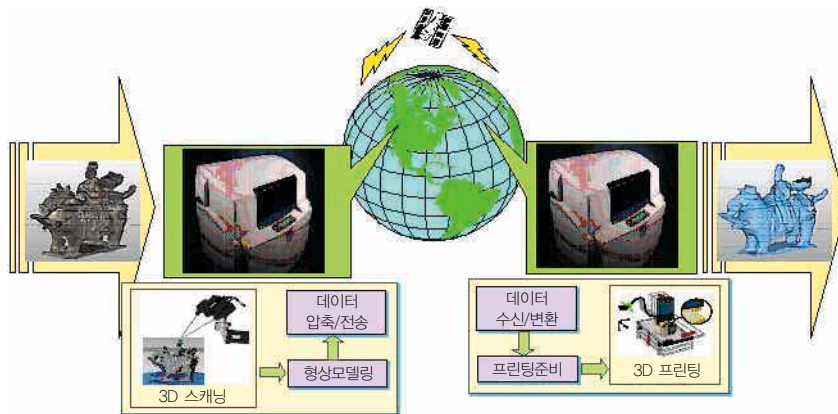 데이터
압축/전송
형상모델링
3D 스캐닝
데이터
수신/변환
프린팅준비
3D 프린팅